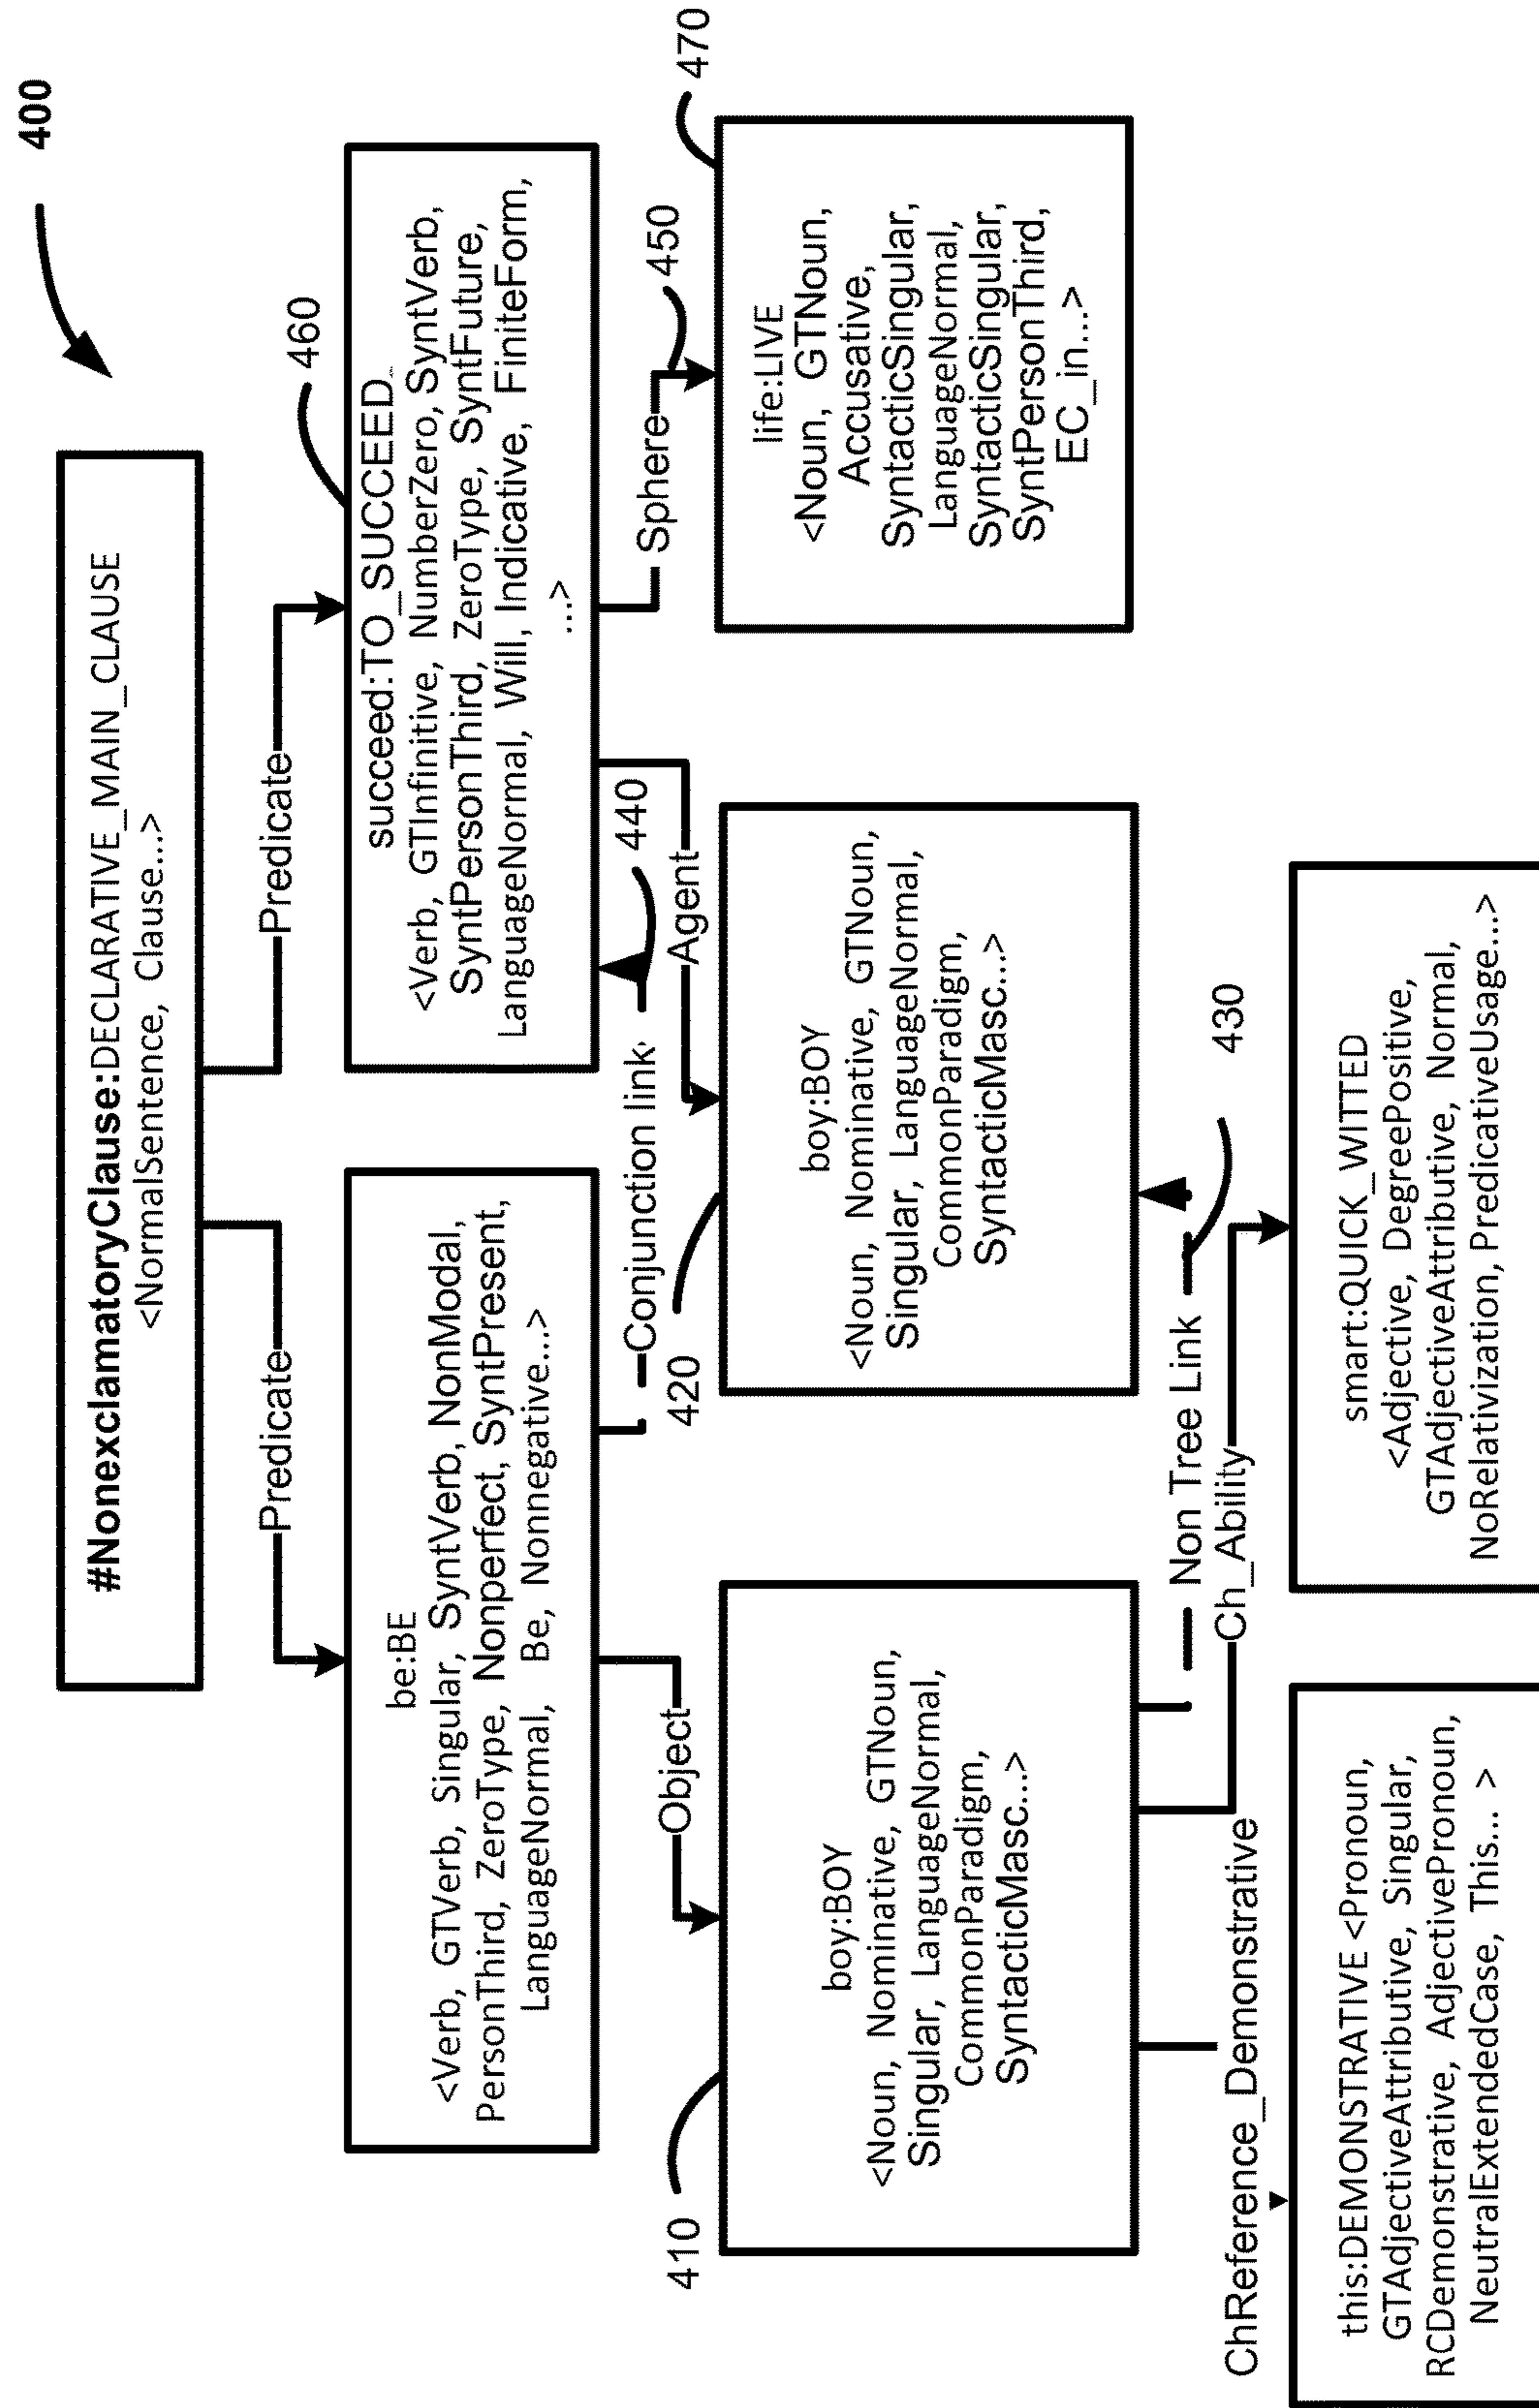 400
#NonexclamatoryClause:DECLARATIVE_MAIN_CLAUSE
<NormalSentence, Clause...>
Predicate
Predicate
460
be:BE
<Verb, GTVerb, Singular, SyntVerb, NonModal,
PersonThird, ZeroType, Nonperfect, SyntPresent,
LanguageNormal, Be, Nonnegative...>
succeed:TO_SUCCEED
<Verb, GTInfinitive, NumberZero, SyntVerb,
SyntPersonThird, ZeroType, SyntFuture,
LanguageNormal, Will, Indicative, FiniteForm,
...>
Object
Conjunction link
440
Agent
Sphere
450
470
410
boy:BOY
<Noun, Nominative, GTNoun,
Singular, LanguageNormal,
CommonParadigm,
SyntacticMasc...>
420
boy:BOY
<Noun, Nominative, GTNoun,
Singular, LanguageNormal,
CommonParadigm,
SyntacticMasc...>
life:LIVE
<Noun, GTNoun,
Accusative,
SyntacticSingular,
LanguageNormal,
SyntacticSingular,
SyntPersonThird,
EC_in...>
ChReference_Demonstrative
Non Tree Link
Ch_Ability
430
this:DEMONSTRATIVE <Pronoun,
GTAdjectiveAttributive, Singular,
RCDemonstrative, AdjectivePronoun,
NeutralExtendedCase, This... >
smart:QUICK_WITTED
<Adjective, DegreePositive,
GTAdjectiveAttributive, Normal,
NoRelativization, PredicativeUsage...>